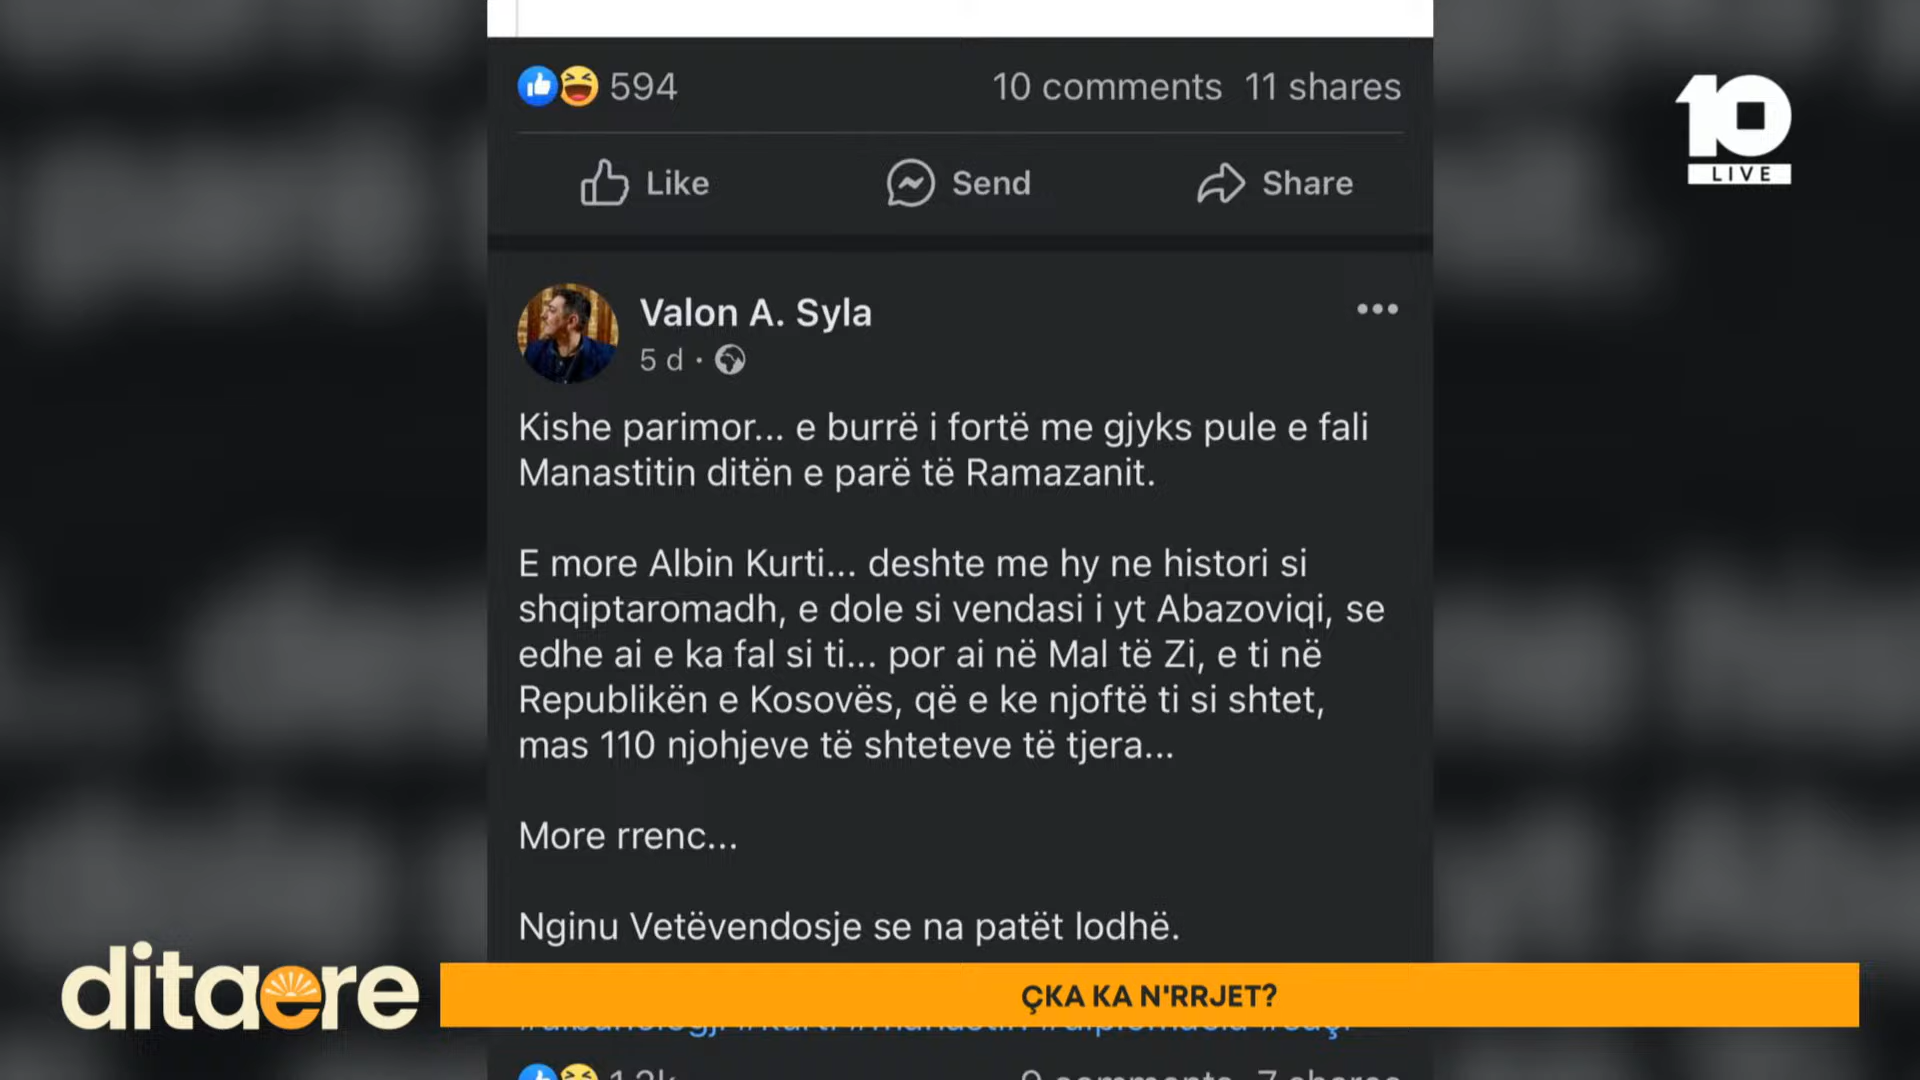 594
10 comments 11 shares
10
LIVE
Like
Send
Share
Valon A. Syla
5 d ·
Kishe parimor... e burrë i fortë me gjyks pule e fali
Manastitin ditën e parë të Ramazanit.
E more Albin Kurti... deshte me hy ne histori si
shqiptaromadh, e dole si vendasi i yt Abazoviqi, se
edhe ai e ka fal si ti... por ai në Mal të Zi, e ti në
Republikën e Kosovës, që e ke njoftë ti si shtet,
mas 110 njohjeve të shteteve të tjera...
More rrenc...
Nginu Vetëvendosje se na patët lodhë.
ditaere
ÇKA KA N'RRJET?